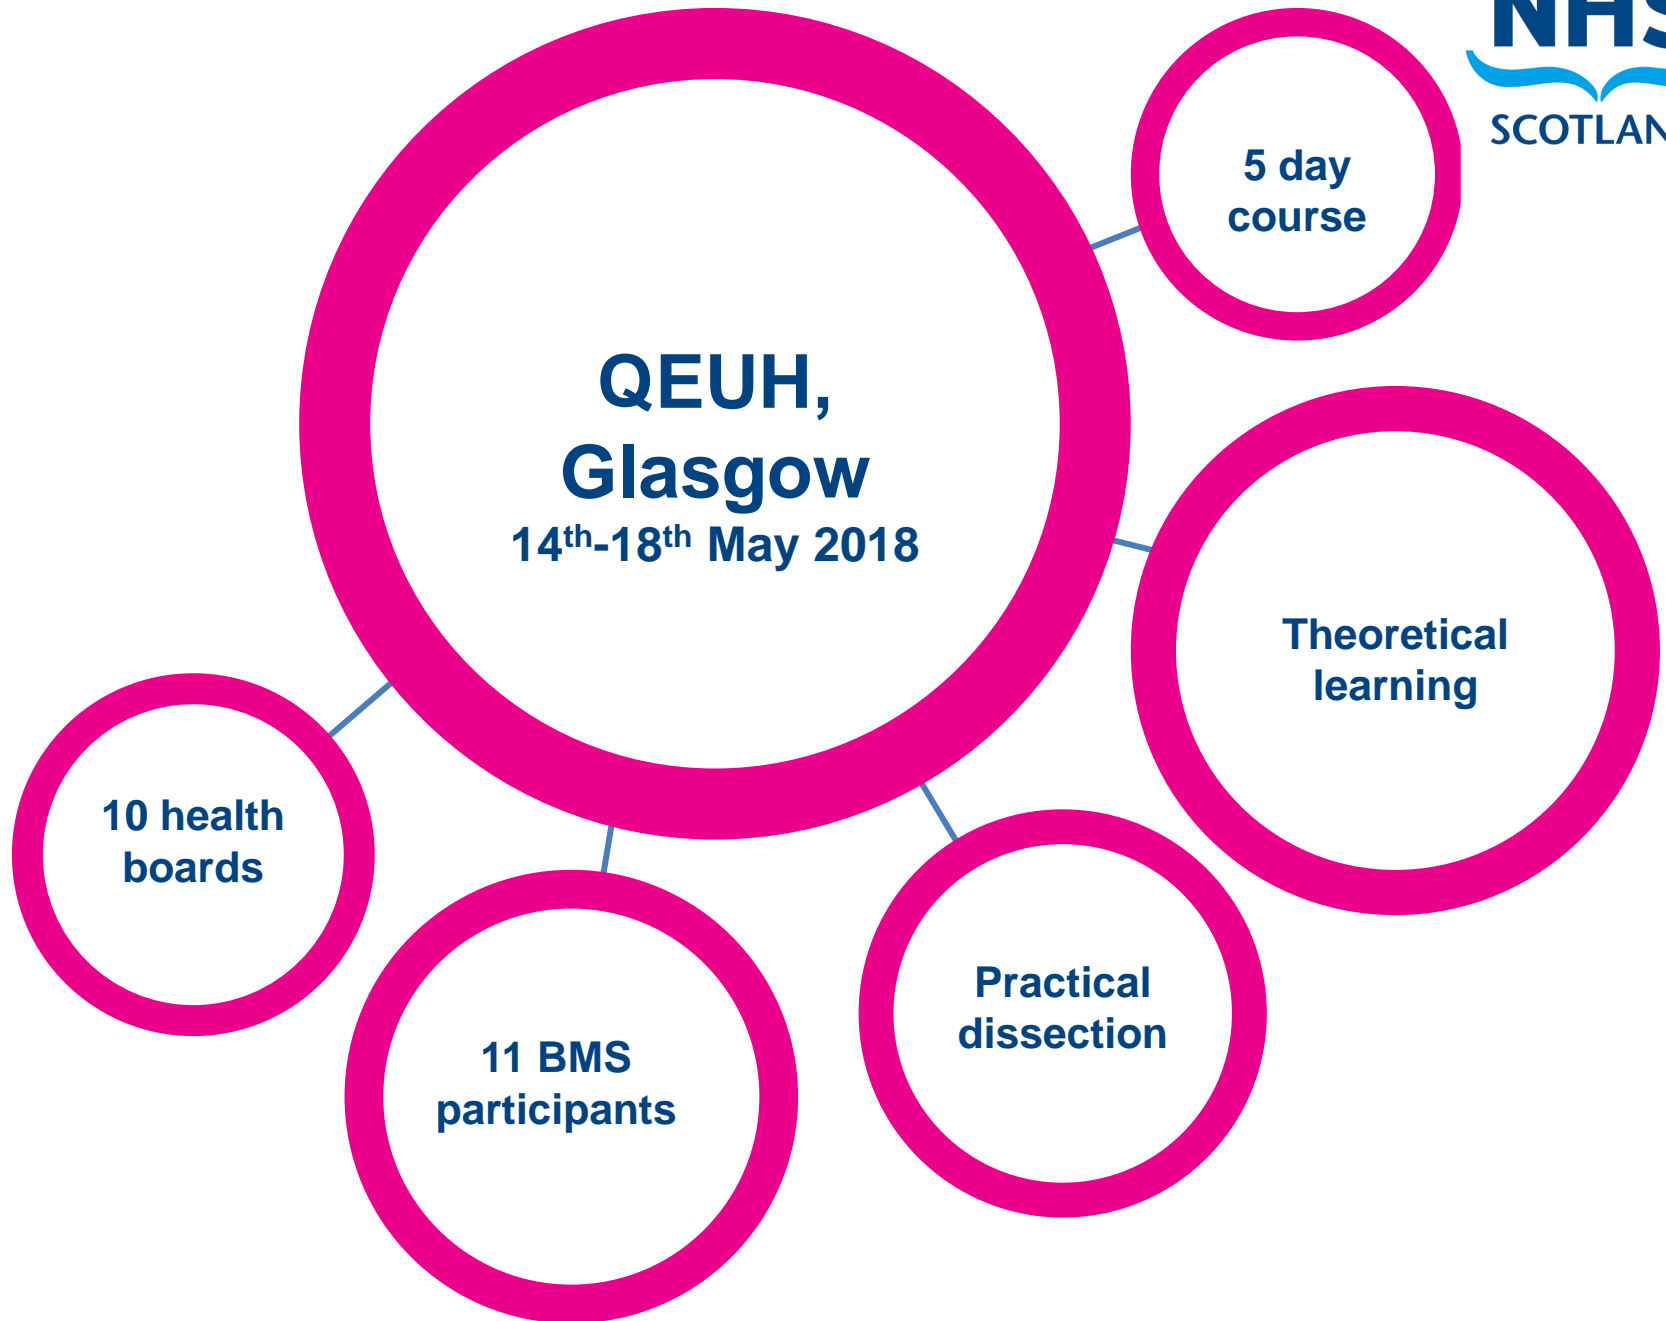 NHS
SCOTLAN
5 day
course
QEUH,
Glasgow
14th-18th May 2018
Theoretical
learning
10 health
boards
Practical
dissection
11 BMS
participants